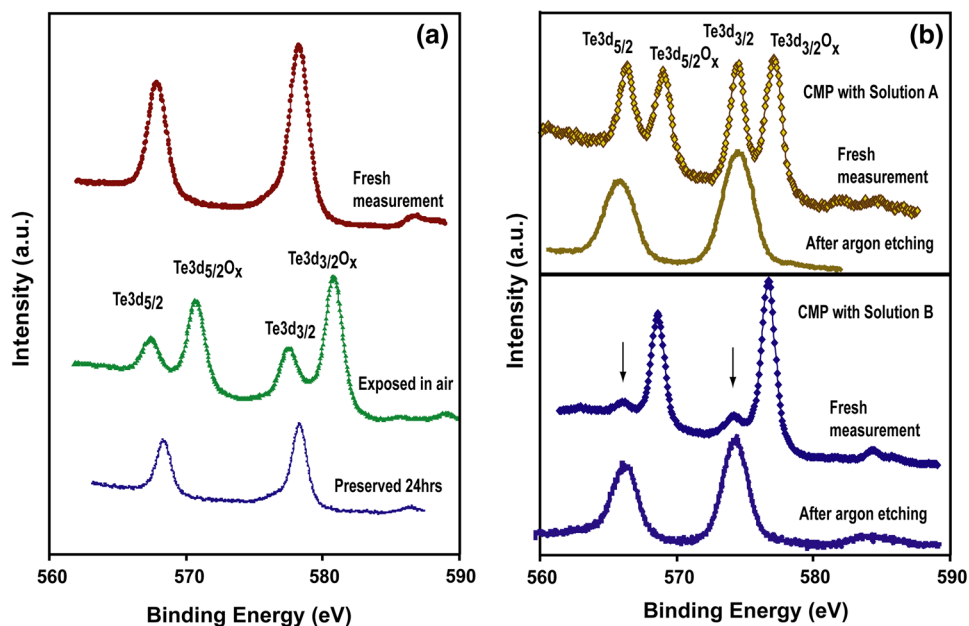 (a)
Fresh
measurement
Te3d5/2
Te3d5/2Ox
Te3d3/2
Te3d3/2Ox
Exposed in air
Preserved 24hrs
Intensity (a.u.)
560 570 580 590
Binding Energy (eV)
(b)
Te3d5/2
Te3d5/2Ox
Te3d3/2
Te3d3/2Ox
CMP with Solution A
Fresh
measurement
After argon etching
CMP with Solution B
Fresh
measurement
After argon etching
Intensity (a.u.)
560 570 580 590
Binding Energy (eV)